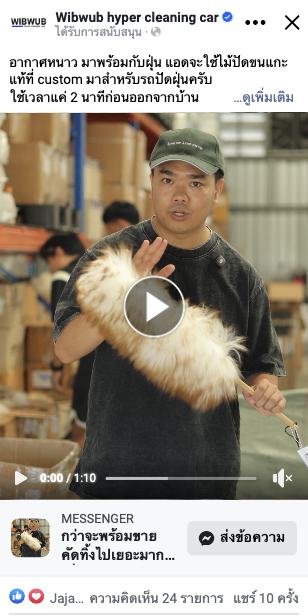 WIBWUB
Wibwub hyper cleaning car
ได้รับการสนับสนุน ·
อากาศหนาว มาพร้อมกับฝุ่น แอดจะใช้ไม้ปัดขนแกะ
แท้ที่ custom มาสำหรับรถปัดฝุ่นครับ
ใช้เวลาแค่ 2 นาทีก่อนออกจากบ้าน ...ดูเพิ่มเติม
0:00 / 1:10
MESSENGER
กว่าจะพร้อมขาย
คัดทิ้งไปเยอะมาก...
ส่งข้อความ
Jaja... ความคิดเห็น 24 รายการ แชร์ 10 ครั้ง